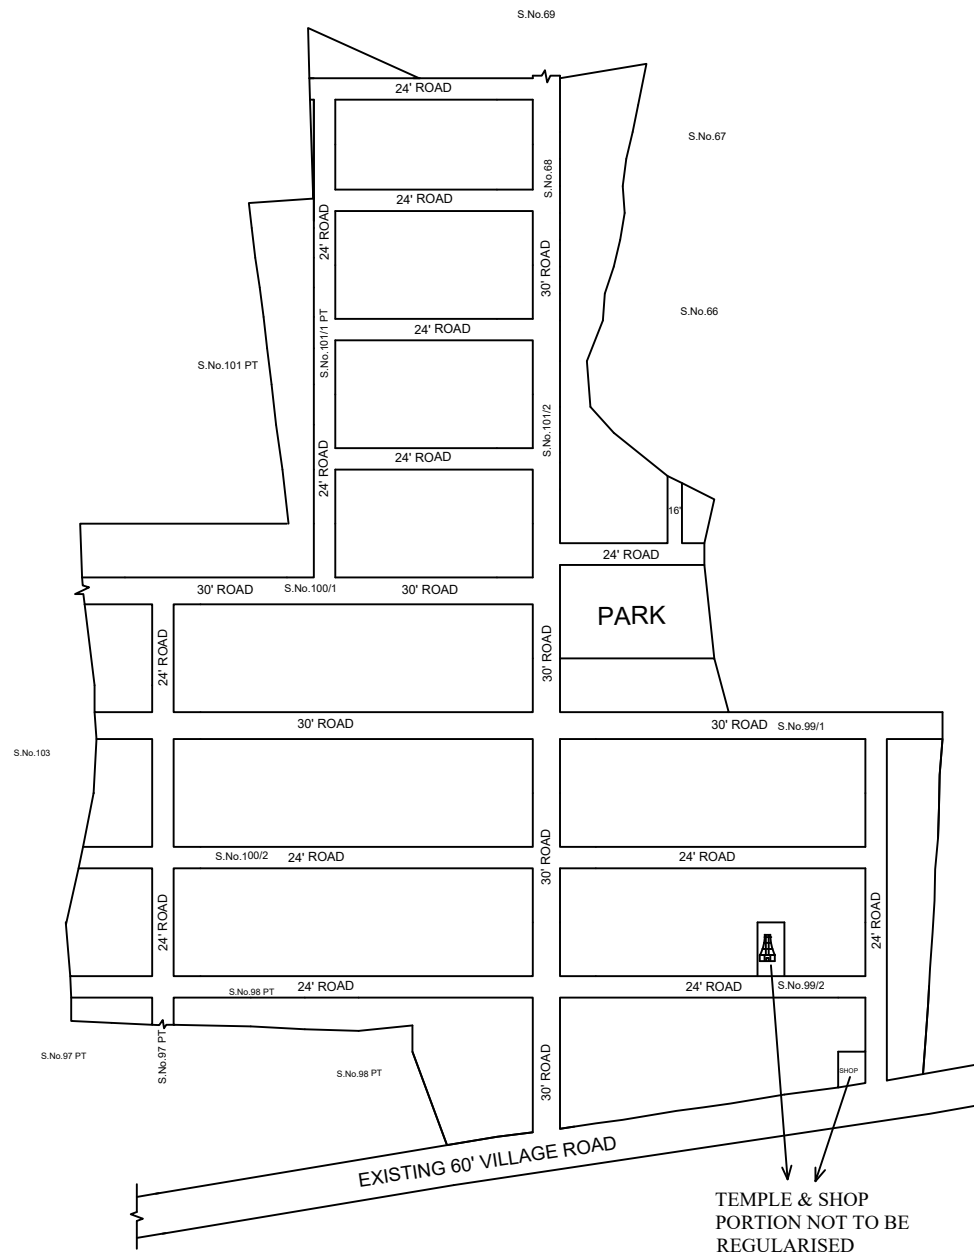 S.No.69
24' ROAD
S.No.67
S.No.68
24' ROAD
24' ROAD
30' ROAD
S.No.66
24' ROAD
S.No.101/1 PT
S.No.101 PT
S.No.101/2
24' ROAD
24' ROAD
16'
24' ROAD
30' ROAD
S.No.100/1
30' ROAD
PARK
24' ROAD
30' ROAD
30' ROAD
30' ROAD
S.No.99/1
S.No.103
30' ROAD
S.No.100/2
24' ROAD
24' ROAD
24' ROAD
24' ROAD
24' ROAD
S.No.98 PT
24' ROAD
S.No.99/2
S.No.97 PT
S.No.97 PT
S.No.98 PT
30' ROAD
SHOP
EXISTING 60' VILLAGE ROAD
TEMPLE & SHOP
PORTION NOT TO BE
REGULARISED